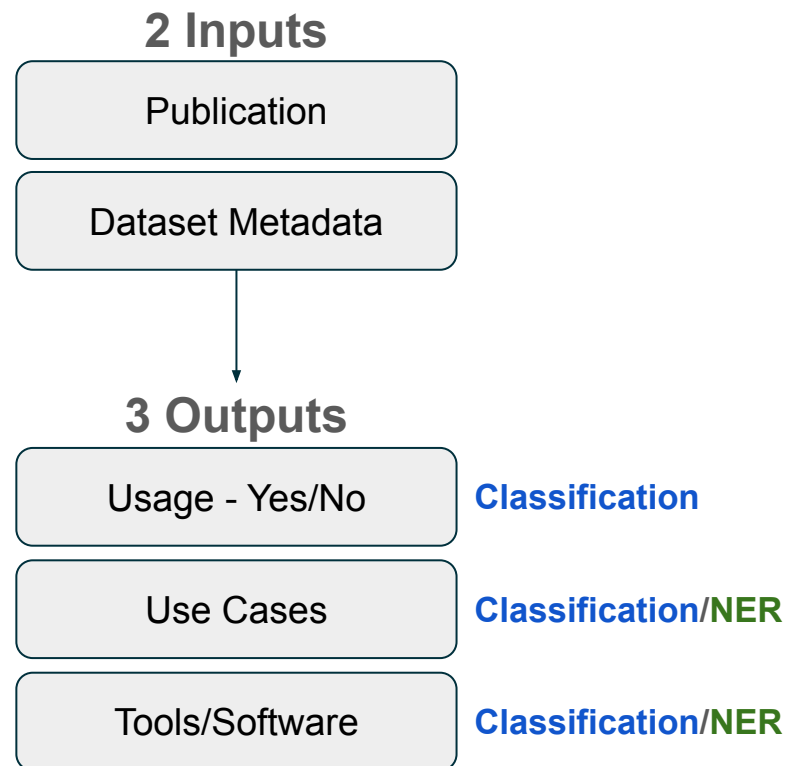 2 Inputs
Publication
Dataset Metadata
3 Outputs
Usage - Yes/No Classification
Use Cases Classification/NER
Tools/Software Classification/NER